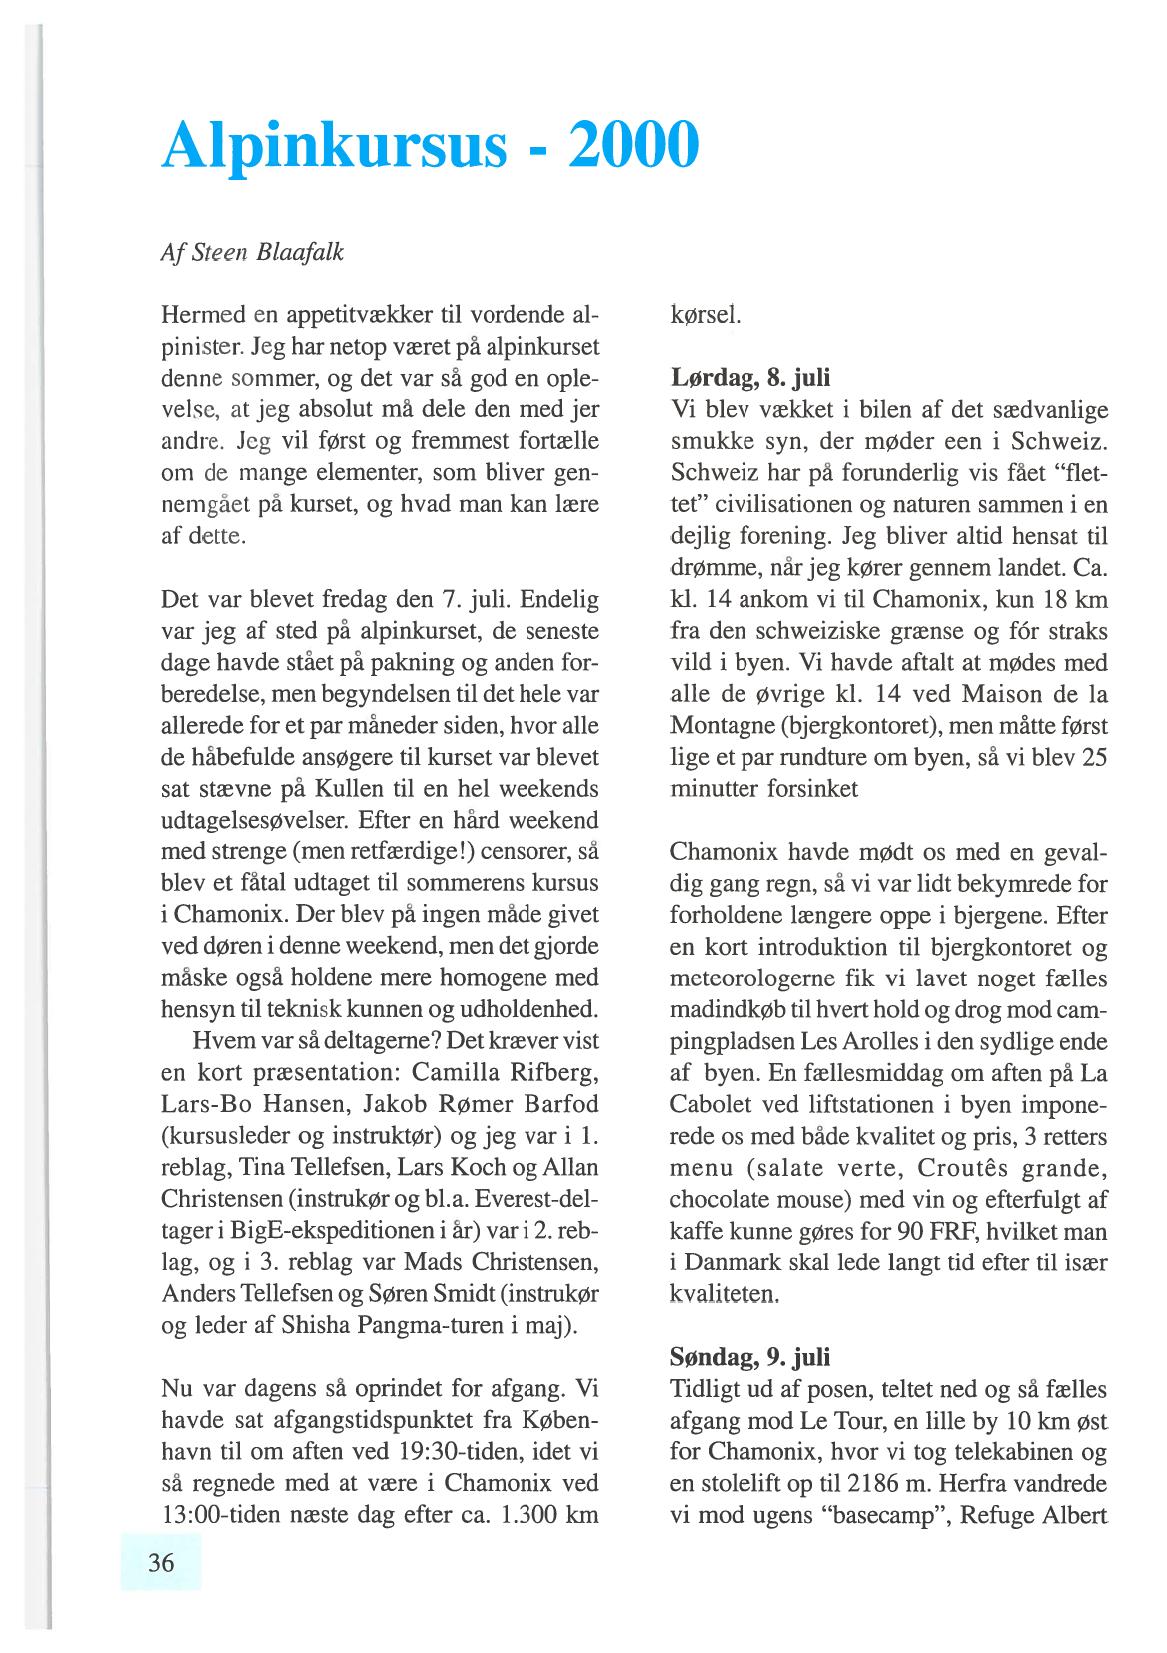 Alpinkursus - 2000
Af Steen Blaafalk
Hermed en appetitvækker til vordende al-
pinister. Jeg har netop været på alpinkurset
denne sommer, og det var så god en ople-
velse, at jeg absolut må dele den med jer
andre. Jeg vil først og fremmest fortælle
om de mange elementer, som bliver gen-
nemgået på kurset, og hvad man kan lære
af dette.
Det var blevet fredag den 7. juli. Endelig
var jeg af sted på alpinkurset, de seneste
dage havde stået på pakning og anden for-
beredelse, men begyndelsen til det hele var
allerede for et par måneder siden, hvor alle
de håbefulde ansøgere til kurset var blevet
sat stævne på Kullen til en hel weekends
udtagelsesøvelser. Efter en hård weekend
med strenge (men retfærdige!) censorer, så
blev et fåtal udtaget til sommerens kursus
i Chamonix. Der blev på ingen måde givet
ved døren i denne weekend, men det gjorde
måske også holdene mere homogene med
hensyn til teknisk kunnen og udholdenhed.
Hvem var så deltagerne? Det kræver vist
en kort præsentation: Camilla Rifberg,
Lars-Bo Hansen, Jakob Rømer Barfod
(kursusleder og instruktør) og jeg var i 1.
reblag, Tina Tellefsen, Lars Koch og Allan
Christensen (instrukør og bl.a. Everest-del-
tager i BigE-ekspeditionen i år) var i 2. reb-
lag, og i 3. reblag var Mads Christensen,
Anders Tellefsen og Søren Smidt (instrukør
og leder af Shisha Pangma-turen i maj).
Nu var dagens så oprindet for afgang. Vi
havde sat afgangstidspunktet fra Køben-
havn til om aften ved 19:30-tiden, idet vi
så regnede med at være i Chamonix ved
13:00-tiden næste dag efter ca. 1.300 km
kørsel.
Lørdag, 8. juli
Vi blev vækket i bilen af det sædvanlige
smukke syn, der møder een i Schweiz.
Schweiz har på forunderlig vis fået “flet-
tet” civilisationen og naturen sammen i en
dejlig forening. Jeg bliver altid hensat til
drømme, når jeg kører gennem landet. Ca.
kl. 14 ankom vi til Chamonix, kun 18 km
fra den schweiziske grænse og fór straks
vild i byen. Vi havde aftalt at mødes med
alle de øvrige kl. 14 ved Maison de la
Montagne (bjergkontoret), men måtte først
lige et par rundture om byen, så vi blev 25
minutter forsinket
Chamonix havde mødt os med en geval-
dig gang regn, så vi var lidt bekymrede for
forholdene længere oppe i bjergene. Efter
en kort introduktion til bjergkontoret og
meteorologerne fik vi lavet noget fælles
madindkøb til hvert hold og drog mod cam-
pingpladsen Les Arolles i den sydlige ende
af byen. En fællesmiddag om aften på La
Cabolet ved liftstationen i byen impone-
rede os med både kvalitet og pris, 3 retters
menu (salate verte, Croutês grande,
chocolate mouse) med vin og efterfulgt af
kaffe kunne gøres for 90 FRF, hvilket man
i Danmark skal lede langt tid efter til især
kvaliteten.
Søndag, 9. juli
Tidligt ud af posen, teltet ned og så fælles
afgang mod Le Tour, en lille by 10 km øst
for Chamonix, hvor vi tog telekabinen og
en stolelift op til 2186 m. Herfra vandrede
vi mod ugens “basecamp”, Refuge Albert
36